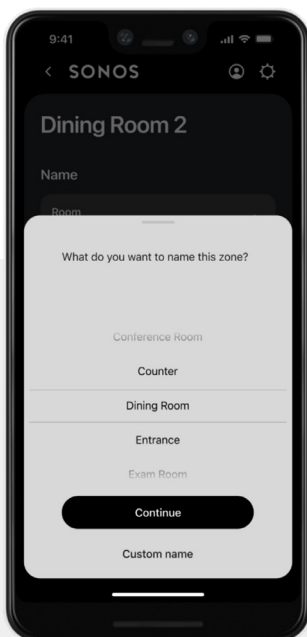 9:41
SONOS
Dining Room 2
Name
Room
What do you want to name this zone?
Conference Room
Counter
Dining Room
Entrance
Exam Room
Continue
Custom name